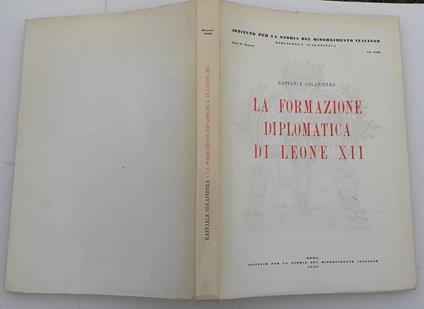 ISTITUTO PER LA STORIA DEL RISORGIMENTO ITALIANO
BIBLIOTECA SCIENTIFICA
RAFFAELE COLAPIETRA
LA FORMAZIONE
DIPLOMATICA
DI LEONE XII
ROMA
ISTITUTO PER LA STORIA DEL RISORGIMENTO ITALIANO
RAFFAELE COLAPIETRA - LA FORMAZIONE DIPLOMATICA DI LEONE XII